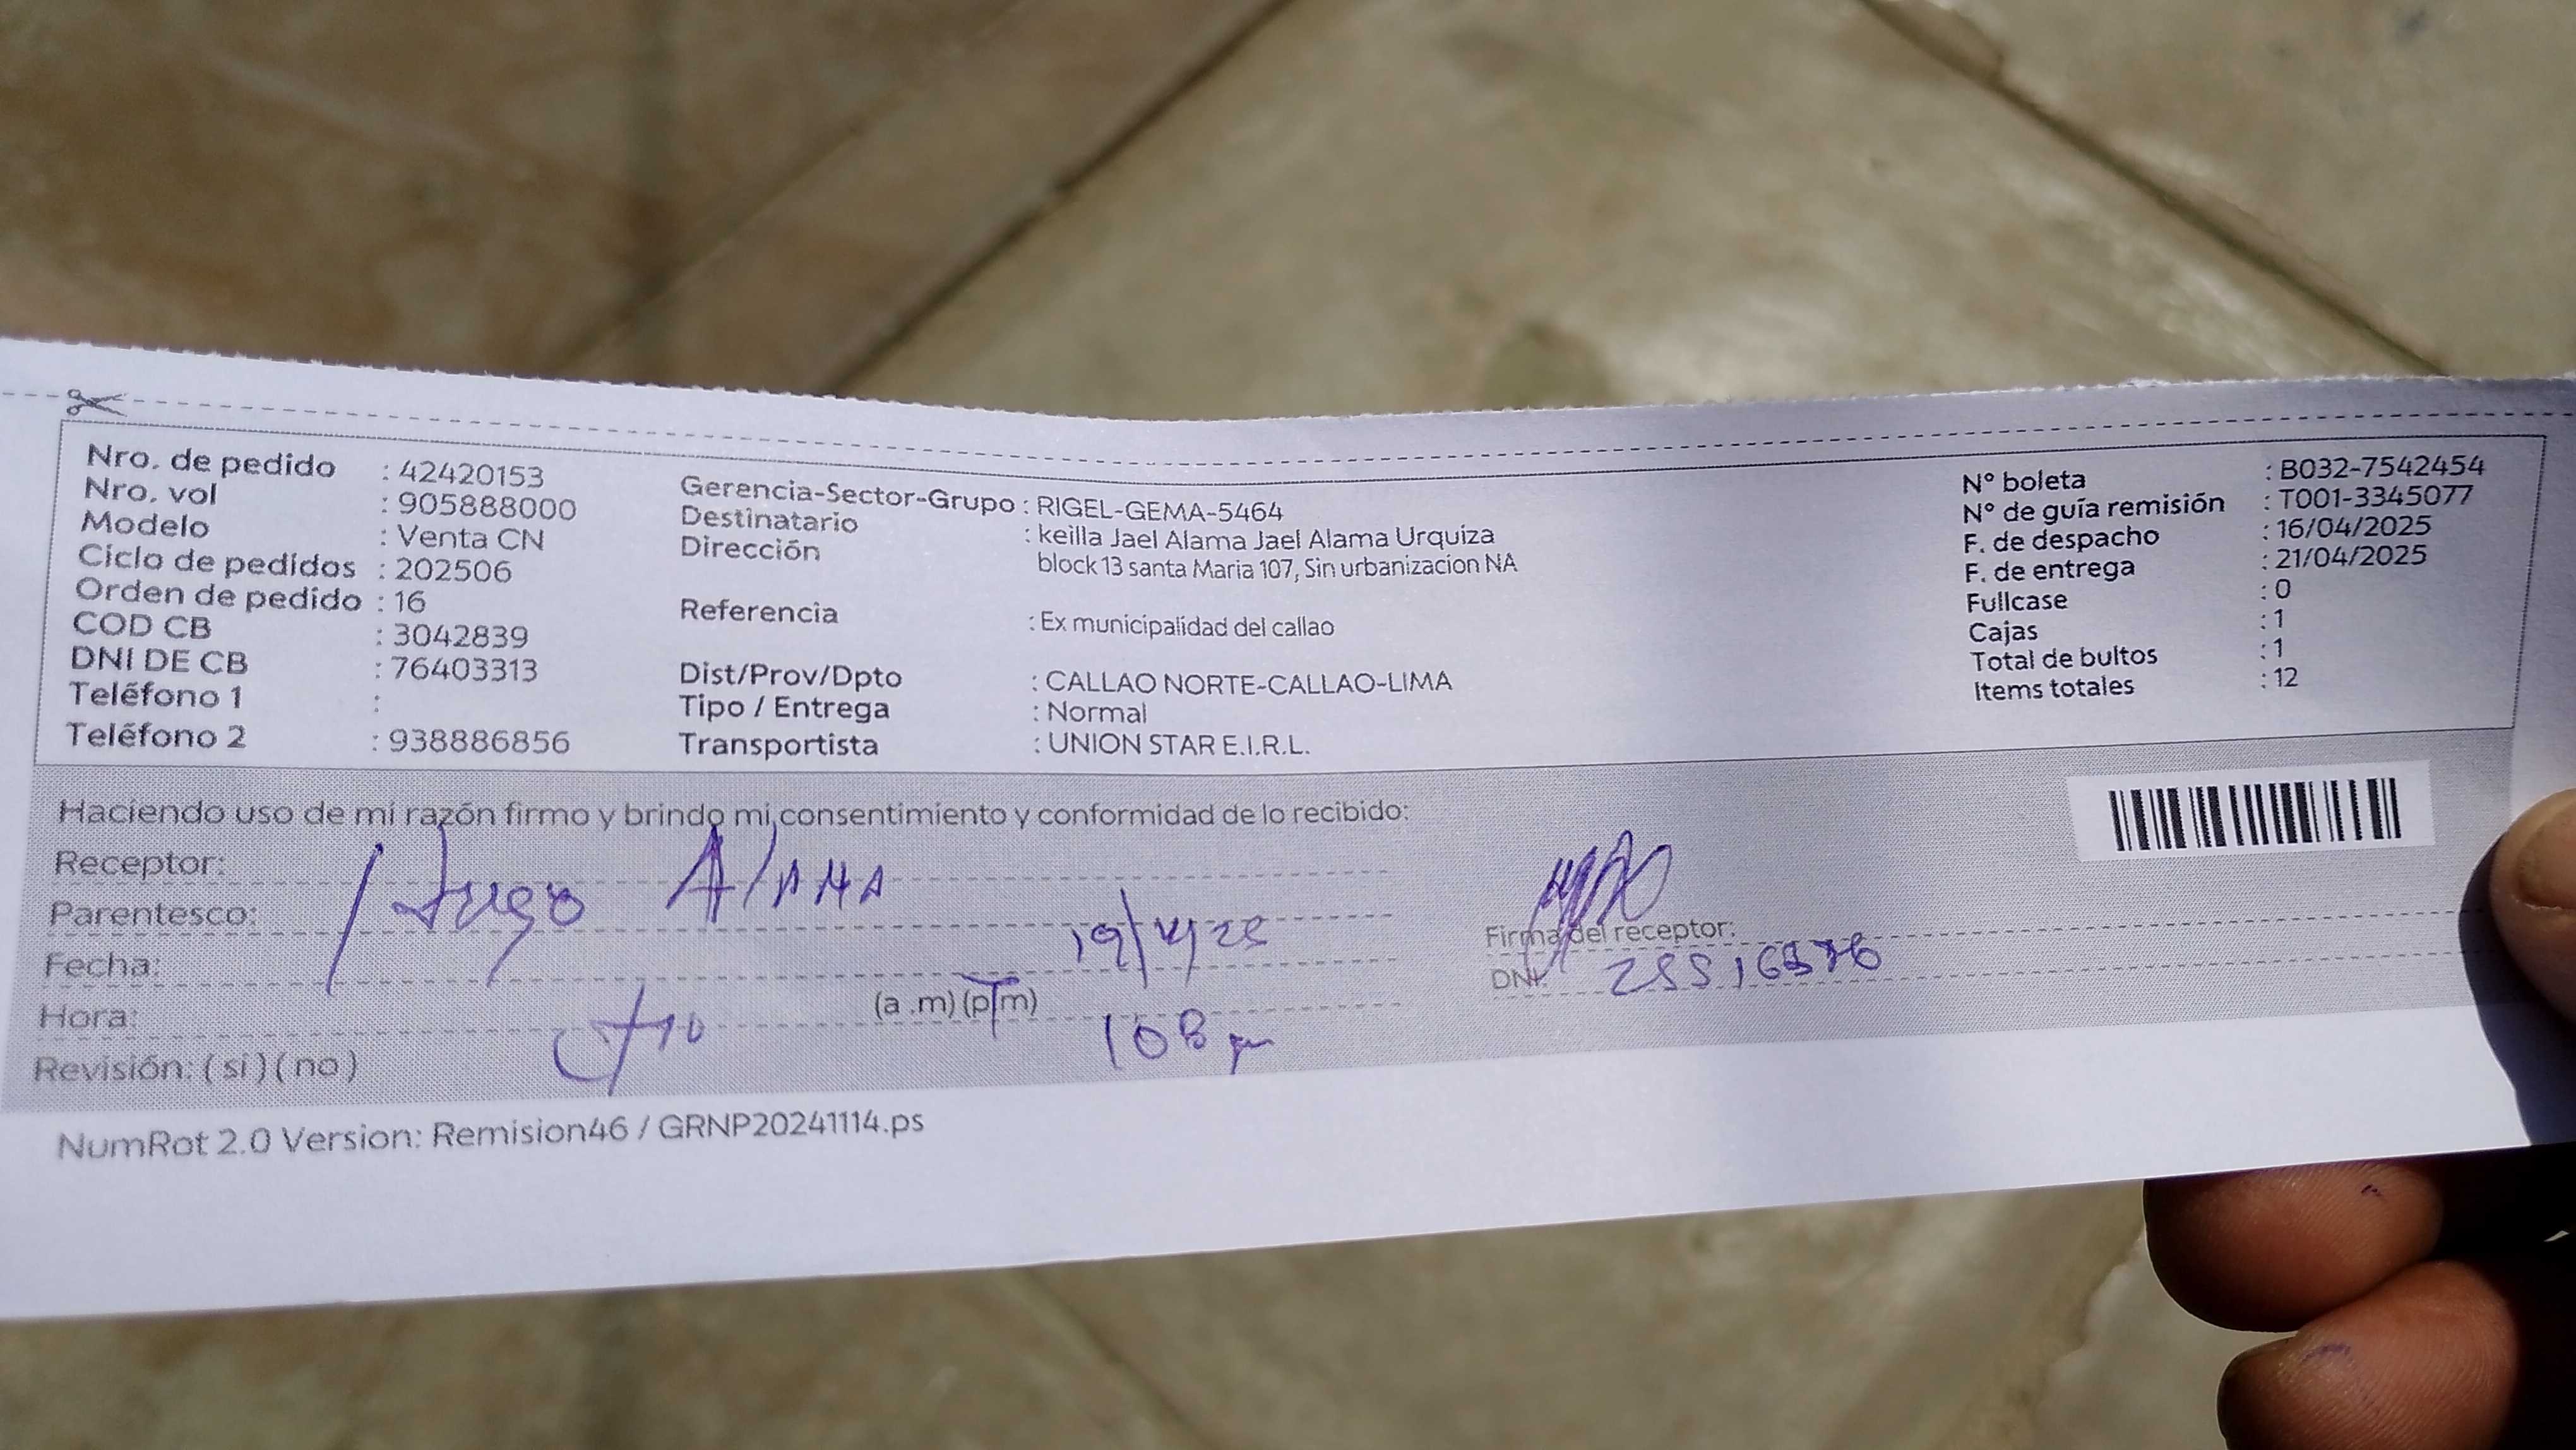 Nro. de pedido : 42420153
Nro. vol : 905888000
Modelo : Venta CN
Ciclo de pedidos : 202506
Orden de pedido : 16
COD CB : 3042839
DNI DE CB : 76403313
Teléfono 1 :
Teléfono 2 : 938886856
Gerencia-Sector-Grupo : RIGEL-GEMA-5464
Destinatario : keilla Jael Alama Jael Alama Urquiza
Dirección block 13 santa Maria 107, Sin urbanizacion NA
Referencia : Ex municipalidad del callao
Dist/Prov/Dpto : CALLAO NORTE-CALLAO-LIMA
Tipo / Entrega : Normal
Transportista : UNION STAR E.I.R.L.
N° boleta : B032-7542454
N° de guía remisión : T001-3345077
F. de despacho : 16/04/2025
F. de entrega : 21/04/2025
Fullcase : 0
Cajas : 1
Total de bultos : 1
Items totales : 12
Haciendo uso de mi razón firmo y brindo mi consentimiento y conformidad de lo recibido:
Receptor: Hugo Alama
Parentesco:
Fecha: 19/4/25
Hora: (a .m) (p m)
Revisión: ( si ) ( no ) 108 pm
Firma del receptor:
DNI:
NumRot 2.0 Version: Remision46 / GRNP20241114.ps